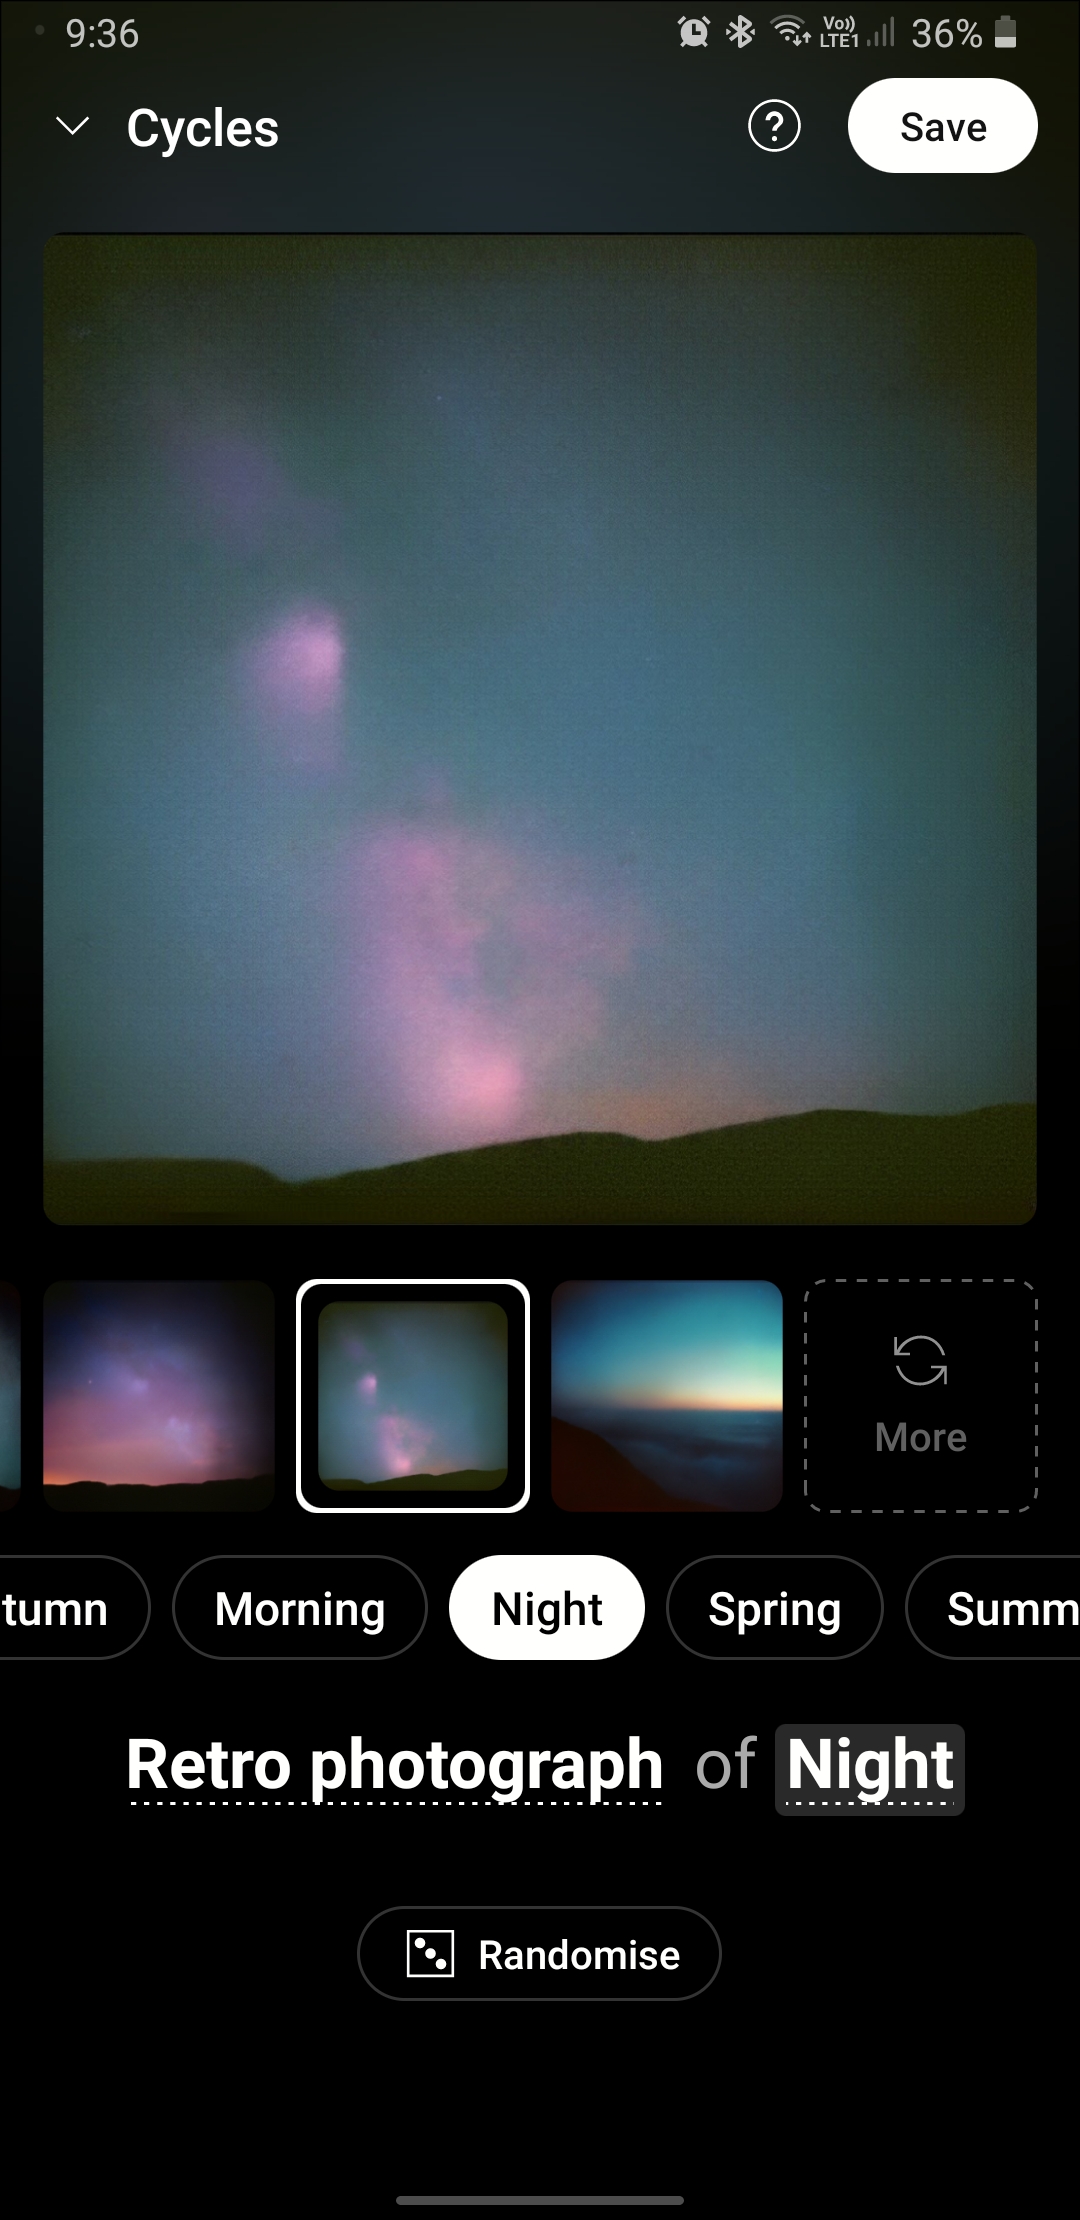 9:36
Vo)) LTE1
36%
Cycles
?
Save
More
tumn
Morning
Night
Spring
Summ
Retro photograph of Night
Randomise